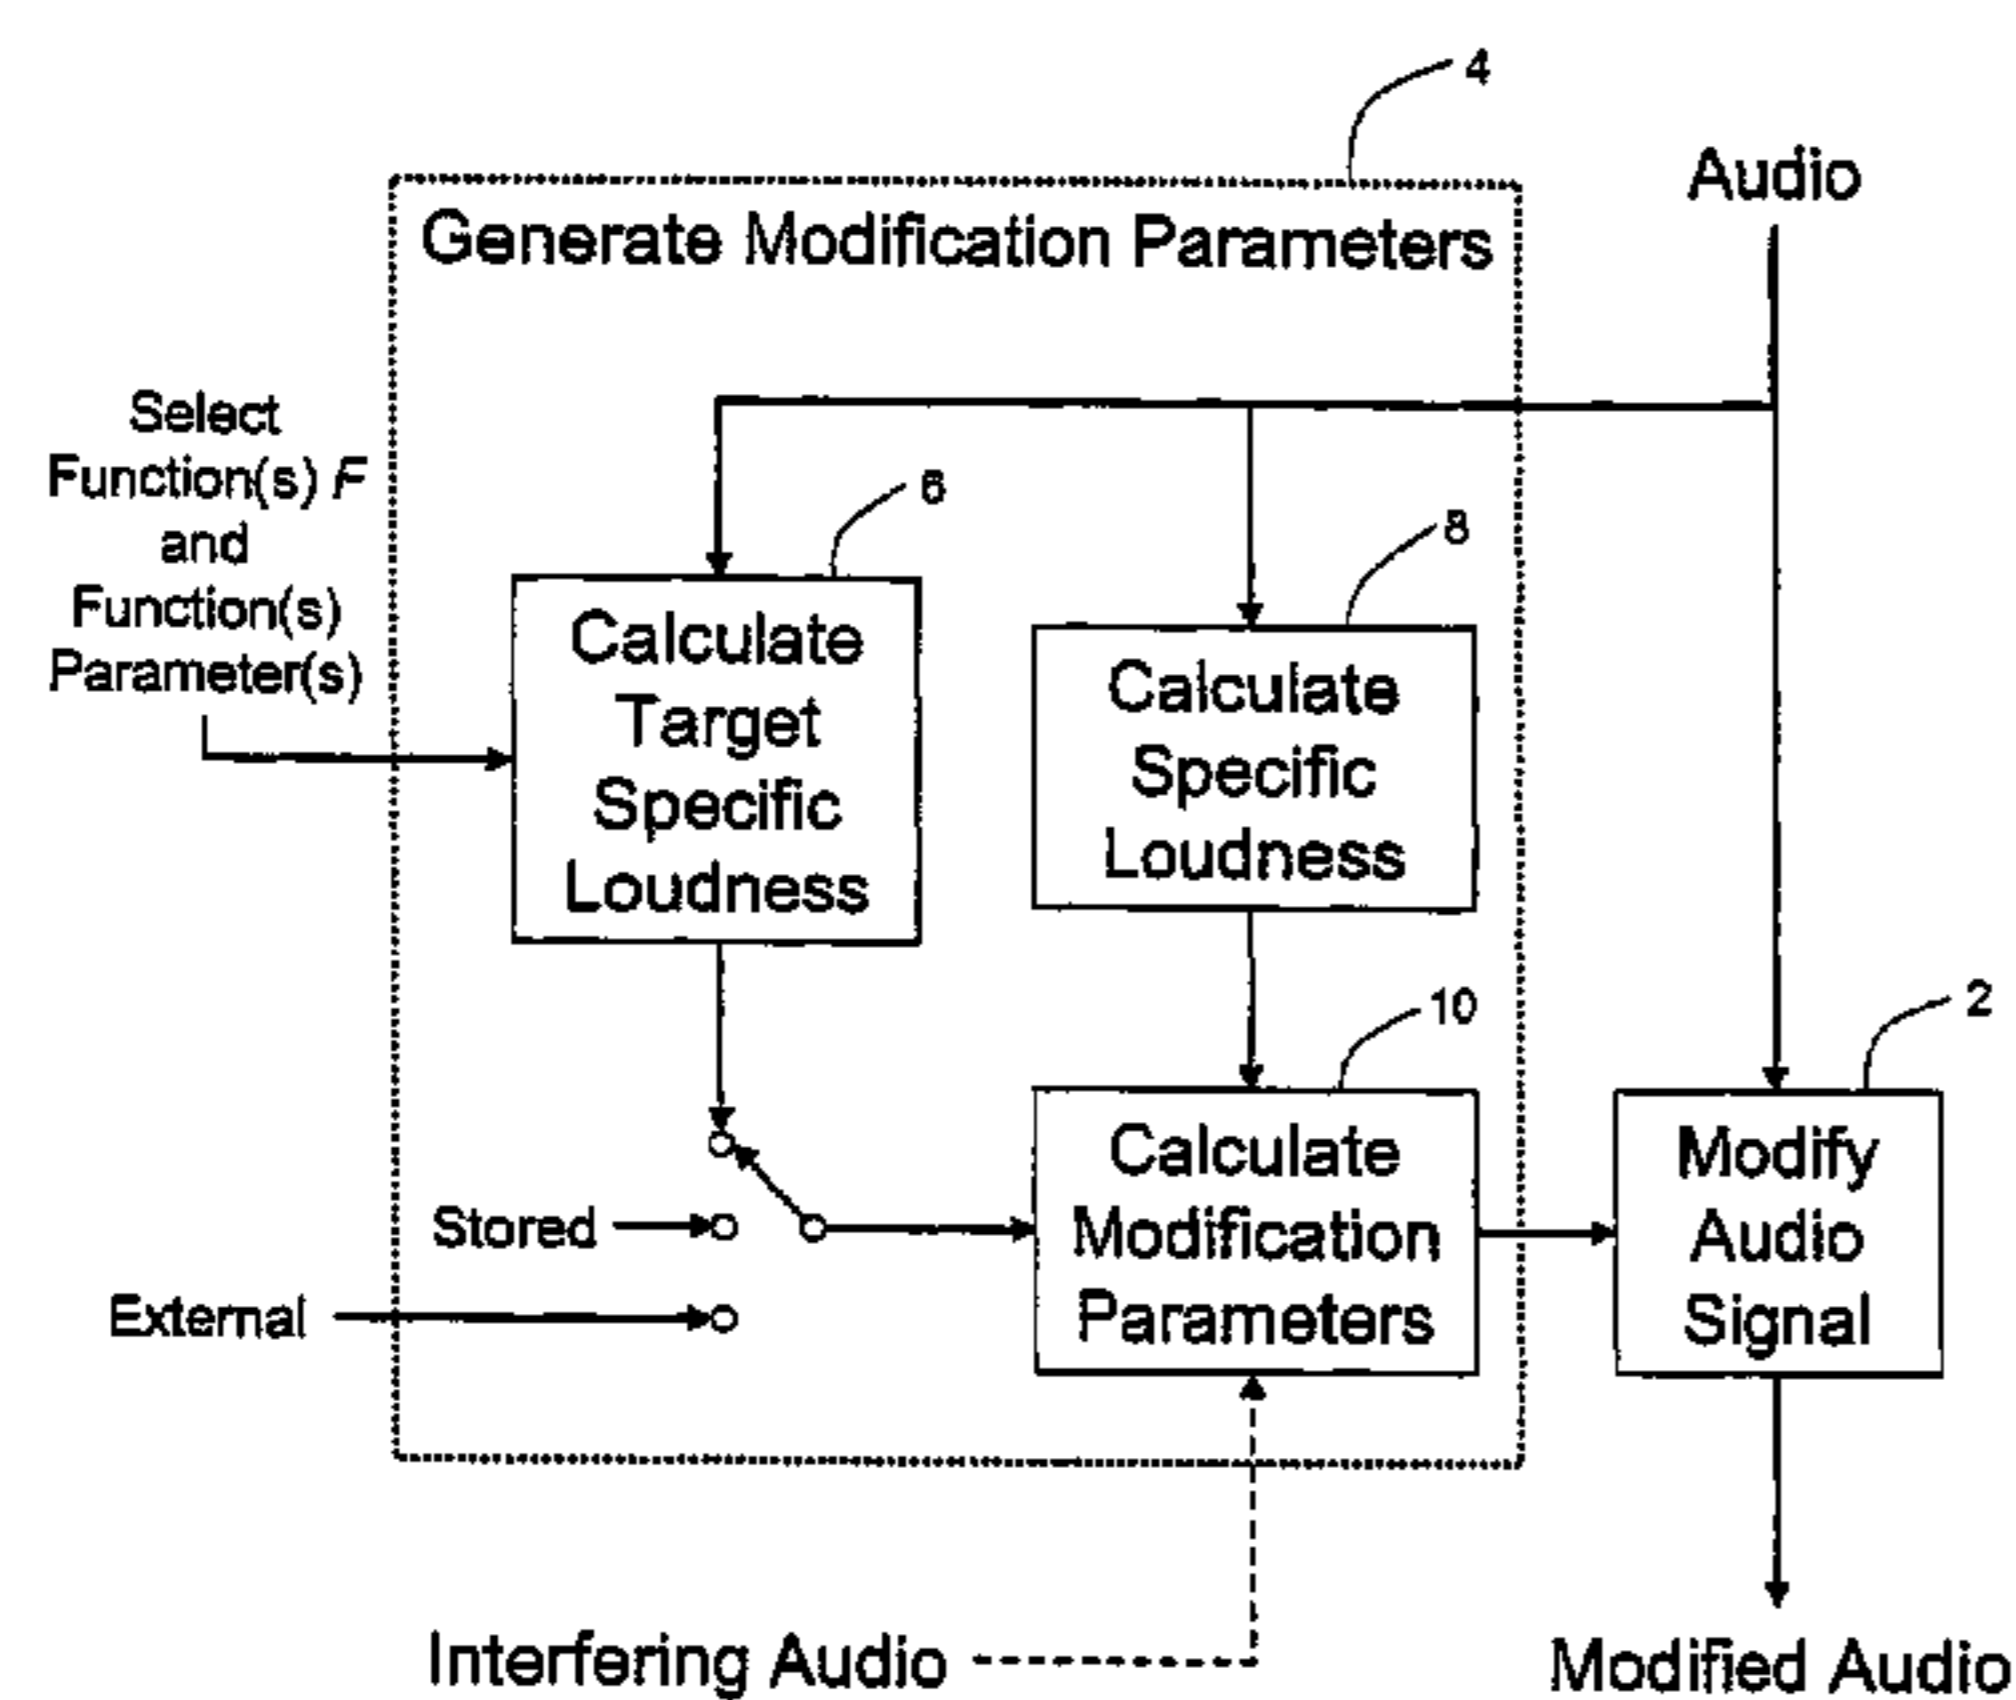 4
Audio
Generate Modification Parameters
Select
Function(s) F
and
Function(s)
Parameter(s)
6
8
Calculate
Target
Specific
Loudness
Calculate
Specific
Loudness
10
2
Calculate
Modification
Parameters
Modify
Audio
Signal
Stored
External
Interfering Audio
Modified Audio